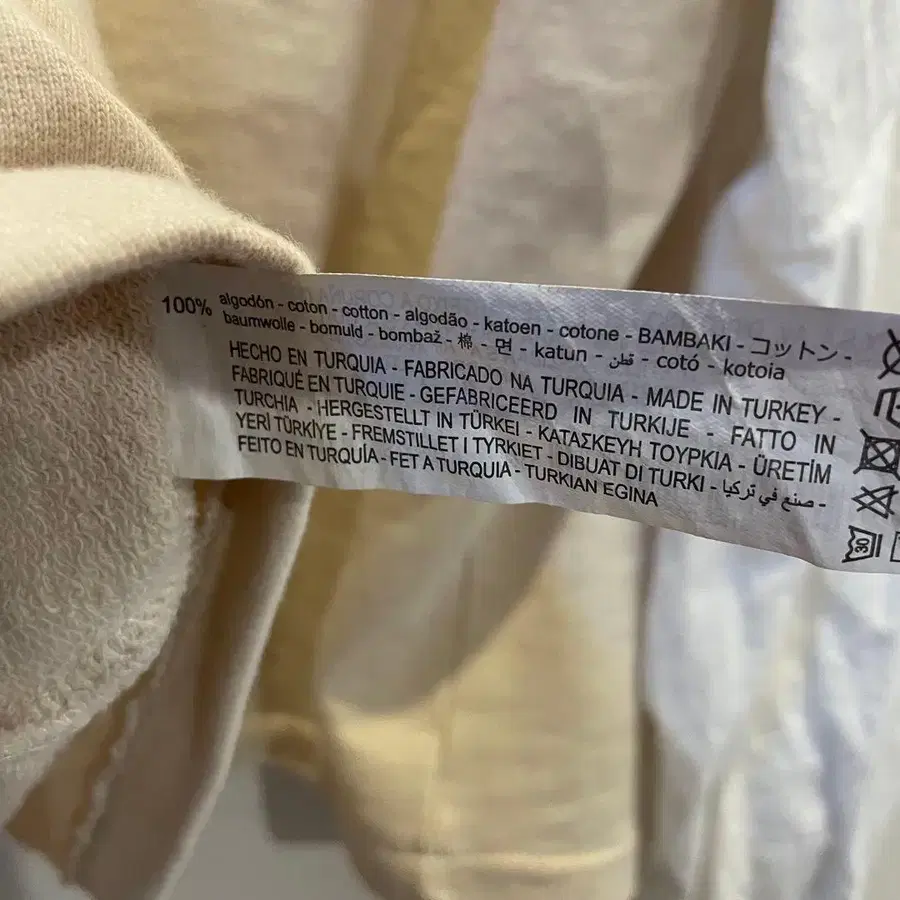 100% algodón - coton - cotton - algodão - katoen - cotone - BAMBAKI - コットン -
baumwolle - bomuld - bombaž - 棉 - 면 - katun - قطن - cotó - kotoia
HECHO EN TURQUIA - FABRICADO NA TURQUIA - MADE IN TURKEY -
FABRIQUÉ EN TURQUIE - GEFABRICEERD IN TURKIJE - FATTO IN
TURCHIA - HERGESTELLT IN TÜRKEI - ΚΑΤΑΣΚΕΥΗ ΤΟΥΡΚΙΑ - ÜRETİM
YERİ TÜRKİYE - FREMSTILLET I TYRKIET - DIBUAT DI TURKI - صنع في تركيا -
FEITO EN TURQUÍA - FET A TURQUIA - TURKIAN EGINA
30